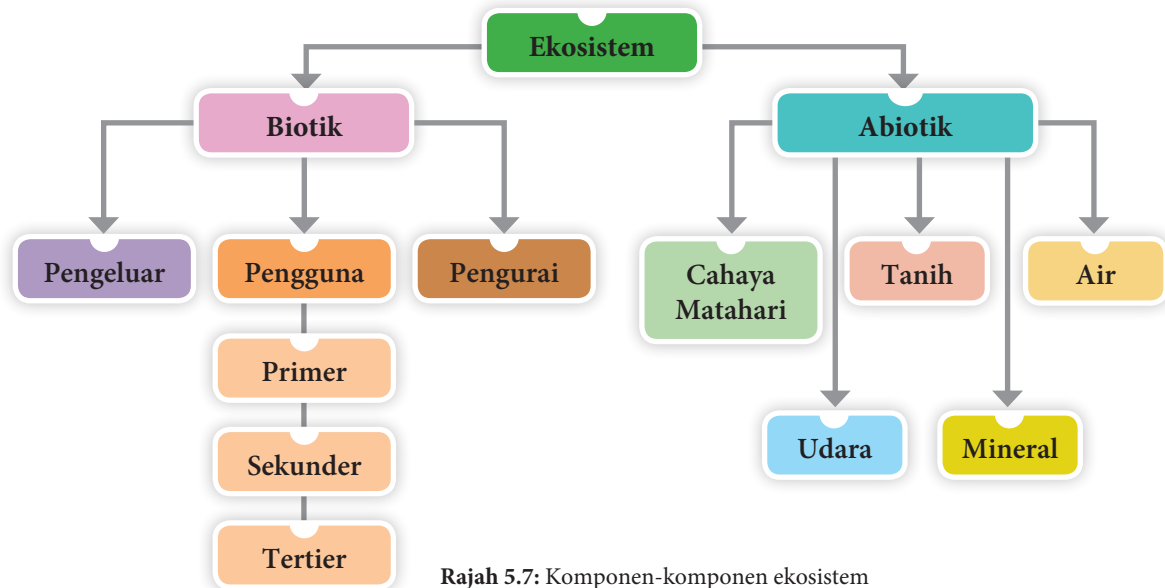 Ekosistem
Biotik
Abiotik
Pengeluar
Pengguna
Pengurai
Cahaya
Matahari
Tanih
Air
Primer
Sekunder
Tertier
Udara
Mineral
Rajah 5.7: Komponen-komponen ekosistem